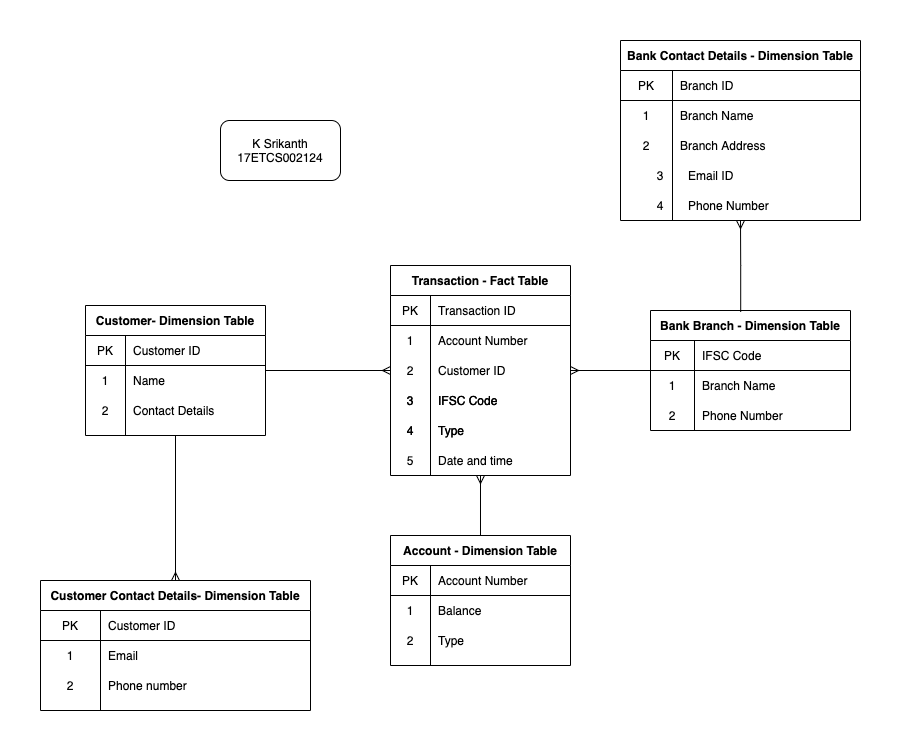 Bank Contact Details - Dimension Table
PK Branch ID
1 Branch Name
2 Branch Address
3 Email ID
4 Phone Number
K Srikanth
17ETCS002124
Transaction - Fact Table
PK Transaction ID
1 Account Number
2 Customer ID
3 IFSC Code
4 Type
5 Date and time
Customer- Dimension Table
PK Customer ID
1 Name
2 Contact Details
Bank Branch - Dimension Table
PK IFSC Code
1 Branch Name
2 Phone Number
Account - Dimension Table
PK Account Number
1 Balance
2 Type
Customer Contact Details- Dimension Table
PK Customer ID
1 Email
2 Phone number